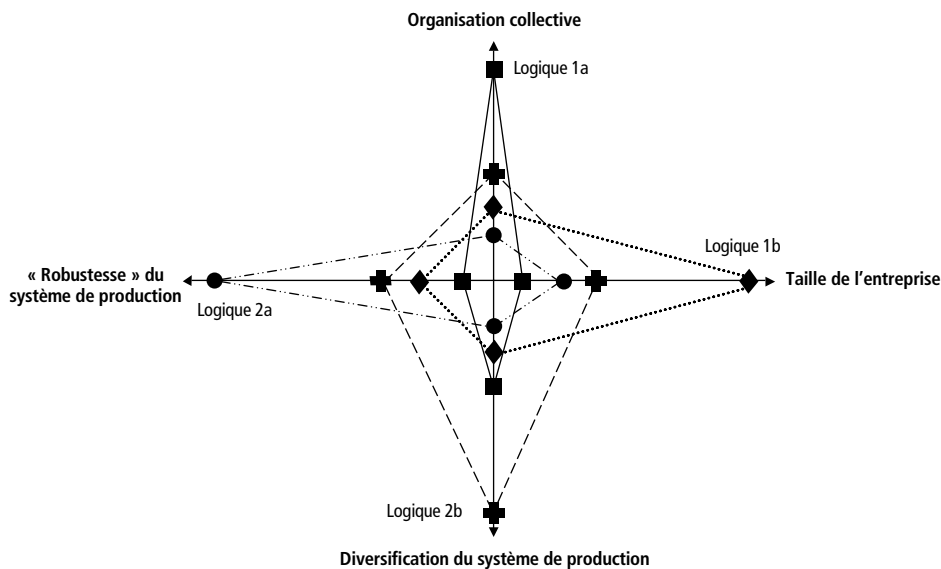 Organisation collective
Logique 1a
Logique 1b
« Robustesse » du
système de production
Taille de l’entreprise
Logique 2a
Logique 2b
Diversification du système de production